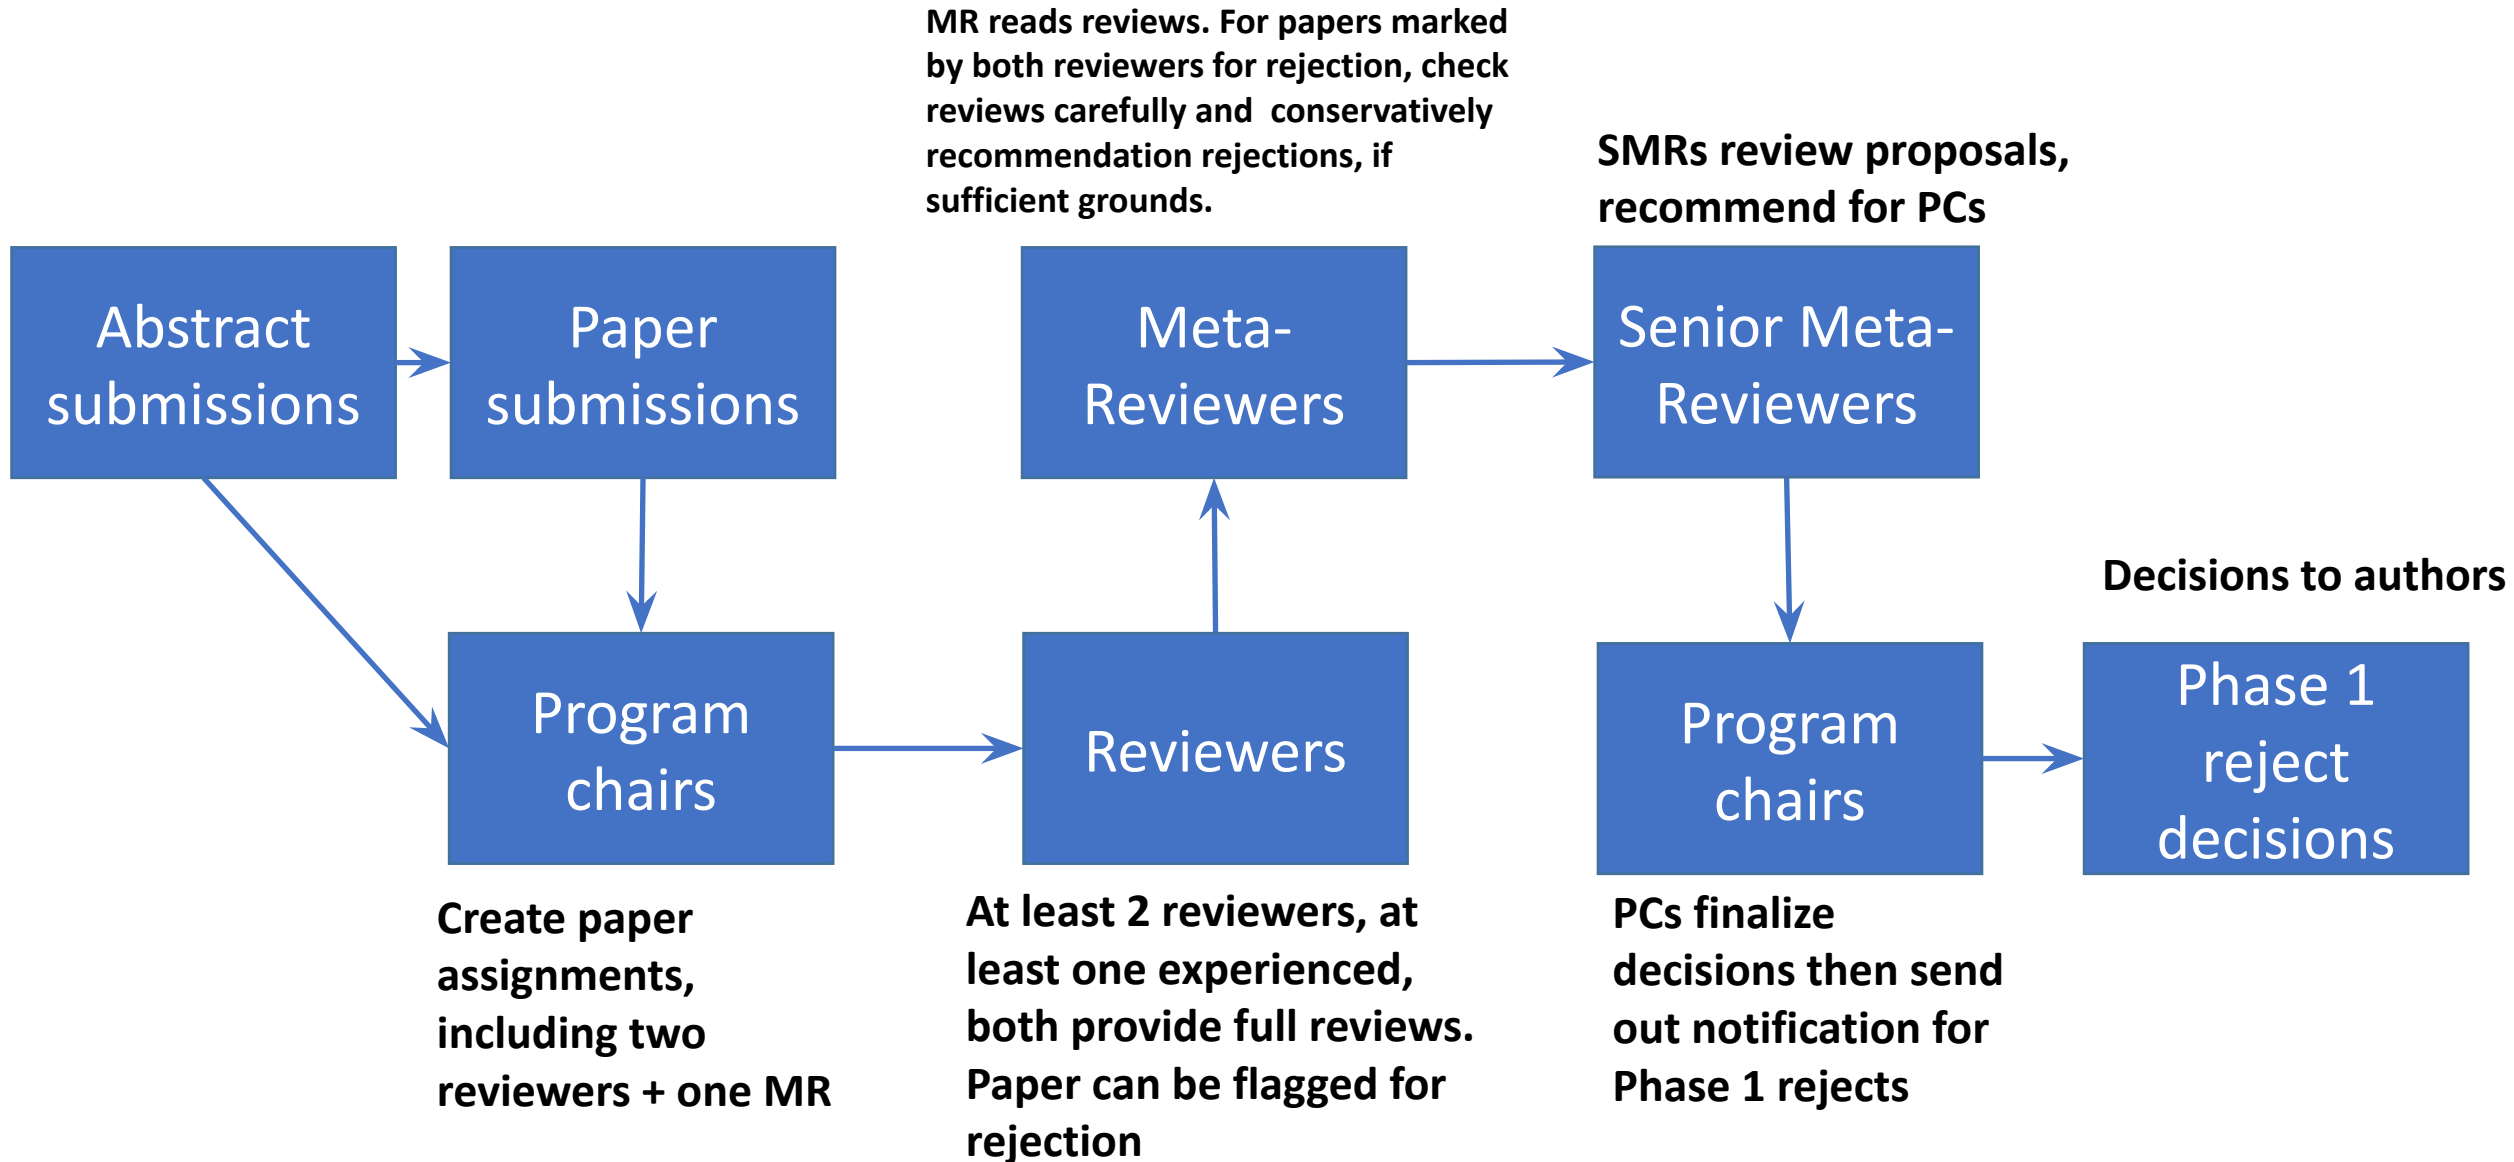 MR reads reviews. For papers marked
by both reviewers for rejection, check
reviews carefully and  conservatively
recommendation rejections, if
sufficient grounds.
SMRs review proposals,
recommend for PCs
Abstract
submissions
Paper
submissions
Meta-
Reviewers
Senior Meta-
Reviewers
Decisions to authors
Program
chairs
Reviewers
Program
chairs
Phase 1
reject
decisions
Create paper
assignments,
including two
reviewers + one MR
At least 2 reviewers, at
least one experienced,
both provide full reviews.
Paper can be flagged for
rejection
PCs finalize
decisions then send
out notification for
Phase 1 rejects